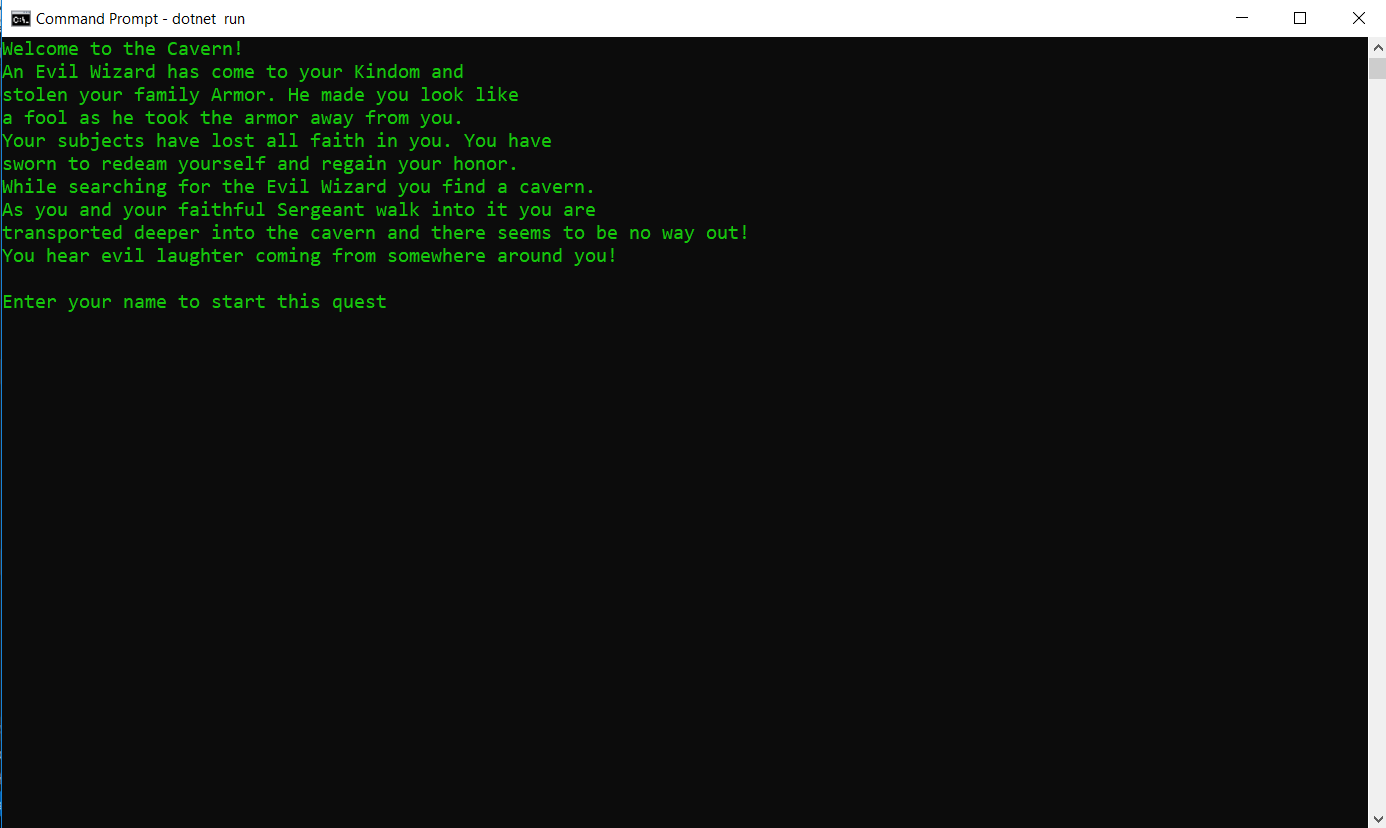 Command Prompt - dotnet  run
Welcome to the Cavern!
An Evil Wizard has come to your Kindom and
stolen your family Armor. He made you look like
a fool as he took the armor away from you.
Your subjects have lost all faith in you. You have
sworn to redeam yourself and regain your honor.
While searching for the Evil Wizard you find a cavern.
As you and your faithful Sergeant walk into it you are
transported deeper into the cavern and there seems to be no way out!
You hear evil laughter coming from somewhere around you!
Enter your name to start this quest